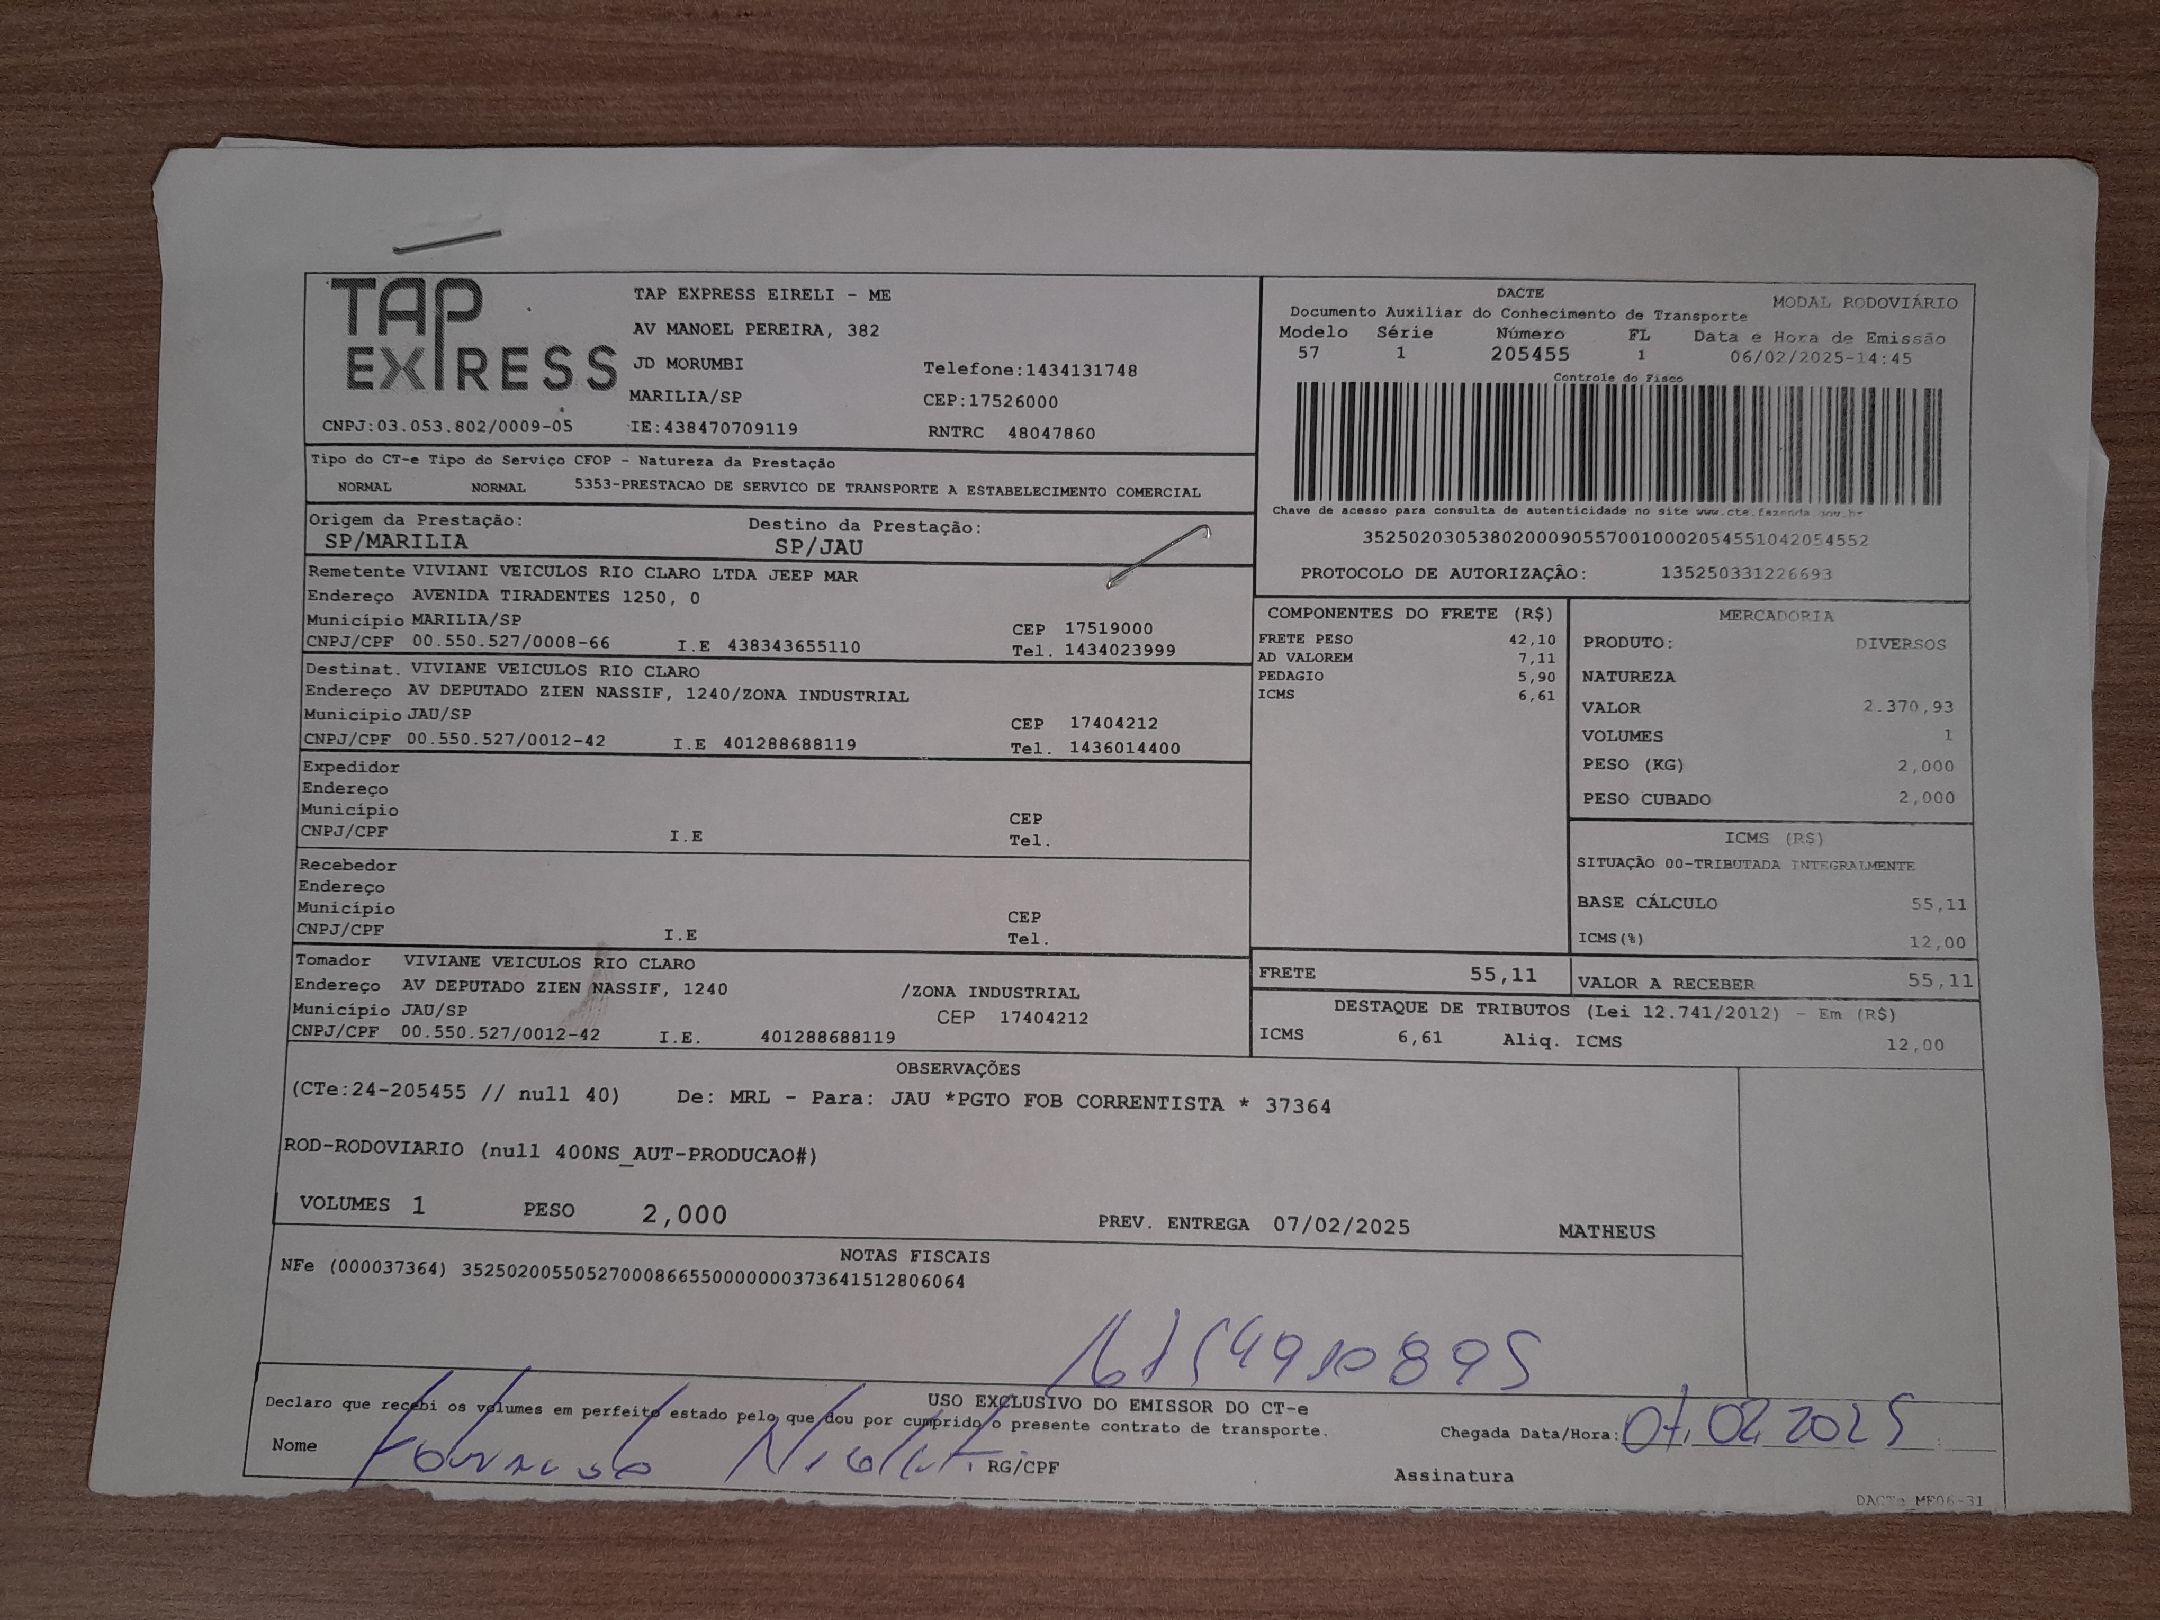 TAP EXPRESS
TAP EXPRESS EIRELI - ME
AV MANOEL PEREIRA, 382
JD MORUMBI Telefone:1434131748
MARILIA/SP CEP:17526000
CNPJ:03.053.802/0009-05 IE:438470709119 RNTRC 48047860
DACTE MODAL RODOVIÁRIO
Documento Auxiliar do Conhecimento de Transporte
Modelo Série Número FL Data e Hora de Emissão
57 1 205455 1 06/02/2025-14:45
Controle do Fisco
Chave de acesso para consulta de autenticidade no site www.cte.fazenda.gov.br
35250203053802000905570010002054551042054552
PROTOCOLO DE AUTORIZAÇÃO: 135250331226693
Tipo do CT-e Tipo do Serviço CFOP - Natureza da Prestação
NORMAL NORMAL 5353-PRESTACAO DE SERVICO DE TRANSPORTE A ESTABELECIMENTO COMERCIAL
Origem da Prestação: Destino da Prestação:
SP/MARILIA SP/JAU
Remetente VIVIANI VEICULOS RIO CLARO LTDA JEEP MAR
Endereço AVENIDA TIRADENTES 1250, 0
Município MARILIA/SP CEP 17519000
CNPJ/CPF 00.550.527/0008-66 I.E 438343655110 Tel. 1434023999
Destinat. VIVIANE VEICULOS RIO CLARO
Endereço AV DEPUTADO ZIEN NASSIF, 1240/ZONA INDUSTRIAL
Município JAU/SP CEP 17404212
CNPJ/CPF 00.550.527/0012-42 I.E 401288688119 Tel. 1436014400
Expedidor
Endereço
Município CEP
CNPJ/CPF I.E Tel.
Recebedor
Endereço
Município CEP
CNPJ/CPF I.E Tel.
Tomador VIVIANE VEICULOS RIO CLARO
Endereço AV DEPUTADO ZIEN NASSIF, 1240 /ZONA INDUSTRIAL
Município JAU/SP CEP 17404212
CNPJ/CPF 00.550.527/0012-42 I.E. 401288688119
COMPONENTES DO FRETE (R$)
FRETE PESO 42,10
AD VALOREM 7,11
PEDAGIO 5,90
ICMS 6,61
MERCADORIA
PRODUTO: DIVERSOS
NATUREZA
VALOR 2.370,93
VOLUMES 1
PESO (KG) 2,000
PESO CUBADO 2,000
ICMS (R$)
SITUAÇÃO 00-TRIBUTADA INTEGRALMENTE
BASE CÁLCULO 55,11
ICMS(%) 12,00
FRETE 55,11 VALOR A RECEBER 55,11
DESTAQUE DE TRIBUTOS (Lei 12.741/2012) - Em (R$)
ICMS 6,61 Aliq. ICMS 12,00
OBSERVAÇÕES
(CTe:24-205455 // null 40) De: MRL - Para: JAU *PGTO FOB CORRENTISTA * 37364
ROD-RODOVIARIO (null 400NS_AUT-PRODUCAO#)
VOLUMES 1 PESO 2,000 PREV. ENTREGA 07/02/2025 MATHEUS
NOTAS FISCAIS
NFe (000037364) 35250200550527000866550000000373641512806064
USO EXCLUSIVO DO EMISSOR DO CT-e
Declaro que recebi os volumes em perfeito estado pelo que dou por cumprido o presente contrato de transporte.
Chegada Data/Hora: 07.02.2025
Nome RG/CPF Assinatura
DACTe MF06-31